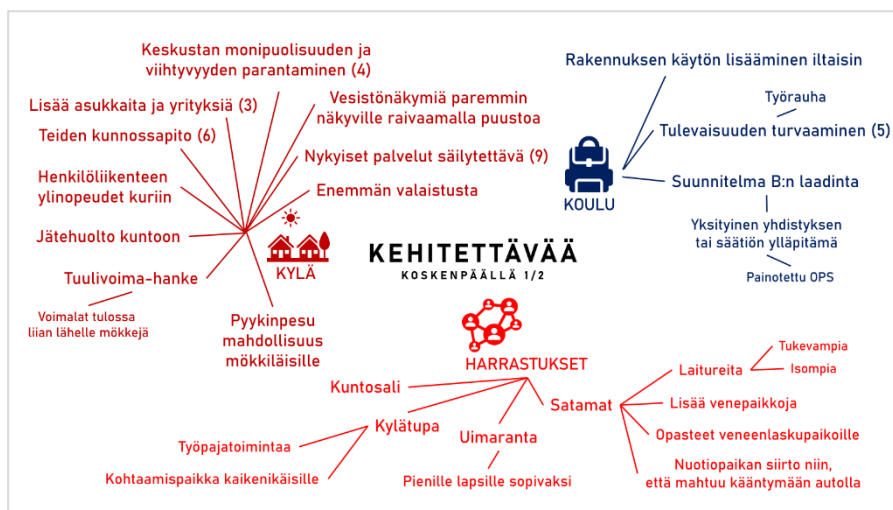 Keskustan monipuolisuuden ja
viihtyvyyden parantaminen (4)
Lisää asukkaita ja yrityksiä (3)
Teiden kunnossapito (6)
Henkilöliikenteen
ylinopeudet kuriin
Jätehuolto kuntoon
Tuulivoima-hanke
Voimalat tulossa
liian lähelle mökkejä
Vesistönäkymiä paremmin
näkyville raivaamalla puustoa
Nykyiset palvelut säilytettävä (9)
Enemmän valaistusta
KYLÄ
Pyykinpesu
mahdollisuus
mökkiläisille
KEHITETTÄVÄÄ
KOSKENPÄÄLLÄ 1/2
Rakennuksen käytön lisääminen iltaisin
Työrauha
Tulevaisuuden turvaaminen (5)
KOULU
Suunnitelma B:n laadinta
Yksityinen yhdistyksen
tai säätiön ylläpitämä
Painotettu OPS
HARRASTUKSET
Kuntosali
Kylätupa
Työpajatoimintaa
Kohtaamispaikka kaikenikäisille
Uimaranta
Pienille lapsille sopivaksi
Satamat
Laitureita
Tukevampia
Isompia
Lisää venepaikkoja
Opasteet veneenlaskupaikoille
Nuotiopaikan siirto niin,
että mahtuu kääntymään autolla